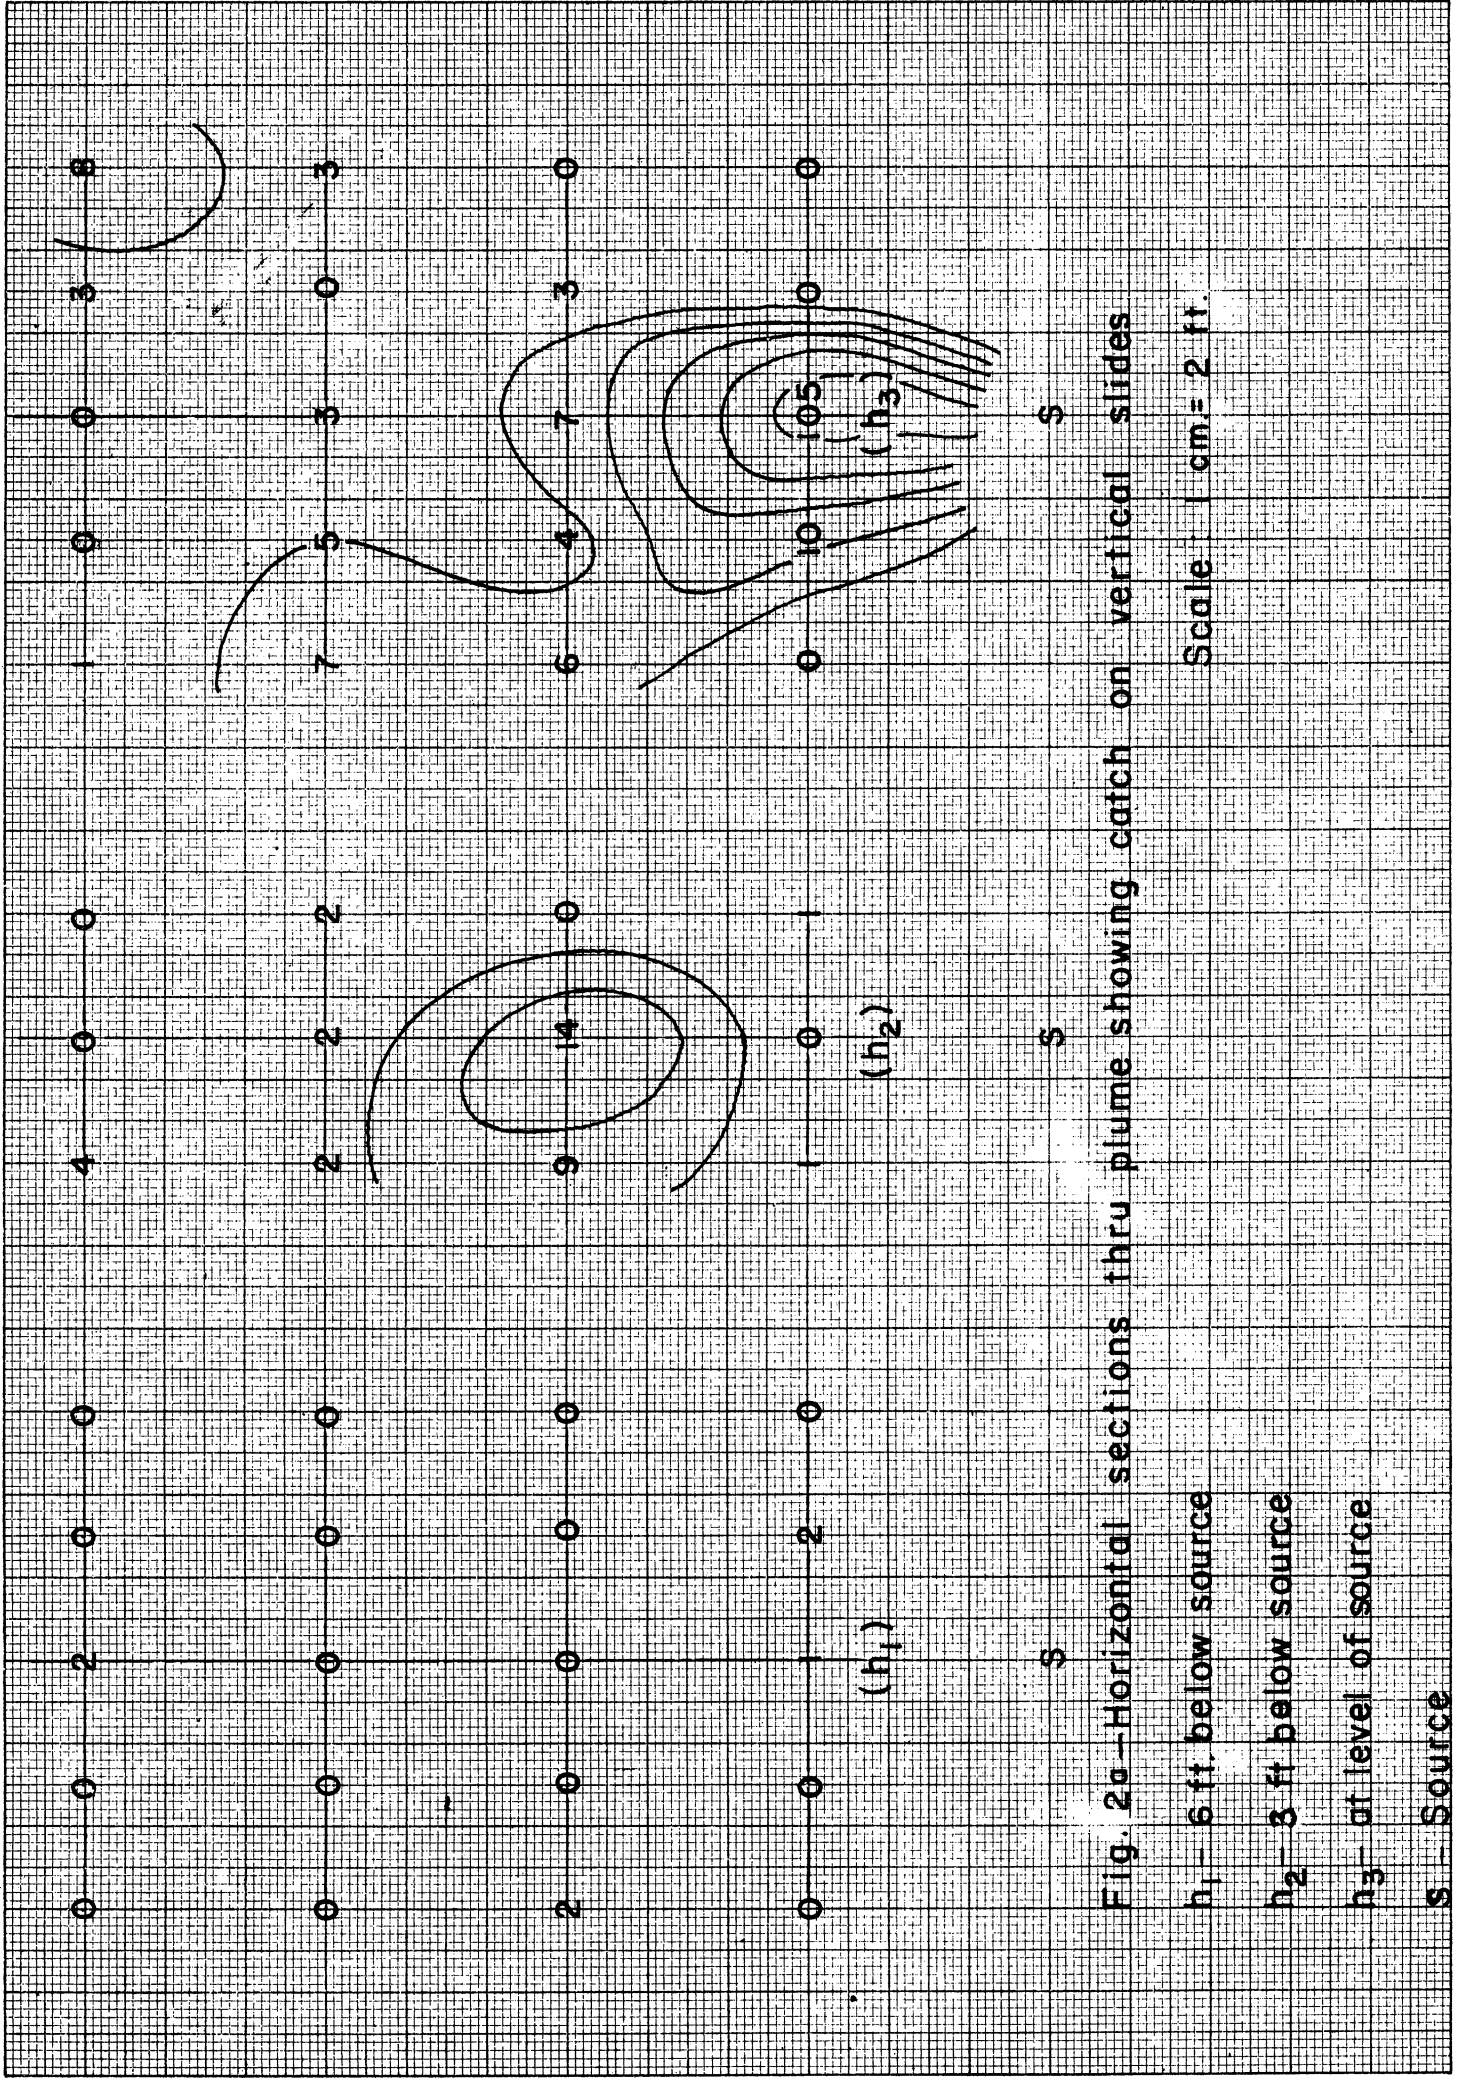 0 0 2 0 0 4 0 0 1 0 0 3 8
0 0 0 0 0 2 2 2 7 5 3 0 3
2 0 0 0 0 9 14 0 6 4 7 3 0
0 0 1 2 0 1 0 1 0 10 105 0 0
(h₁) (h₂) (h₃)
S S S
Fig. 2a—Horizontal sections thru plume showing catch on vertical slides
h₁— 6 ft. below source Scale : 1 cm.= 2 ft.
h₂— 3 ft below source
h₃— at level of source
S — Source